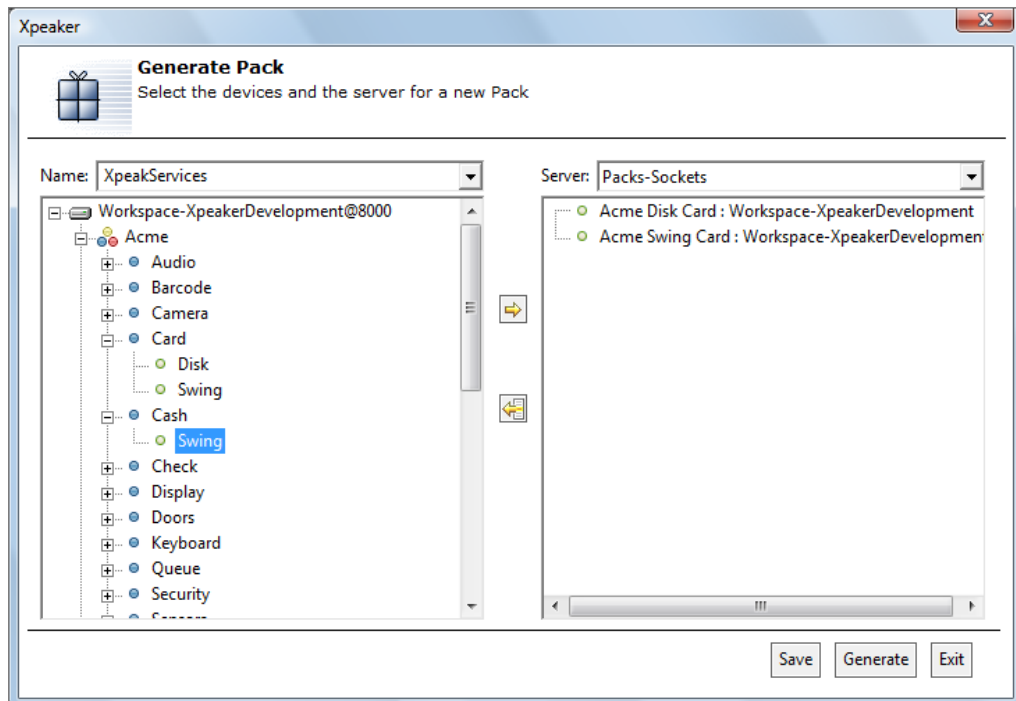 Xpeaker
Generate Pack
Select the devices and the server for a new Pack
Name: XpeakServices
Server: Packs-Sockets
Workspace-XpeakerDevelopment@8000
Acme
Audio
Barcode
Camera
Card
Disk
Swing
Cash
Swing
Check
Display
Doors
Keyboard
Queue
Security
Acme Disk Card : Workspace-XpeakerDevelopment
Acme Swing Card : Workspace-XpeakerDevelopmen
Save Generate Exit